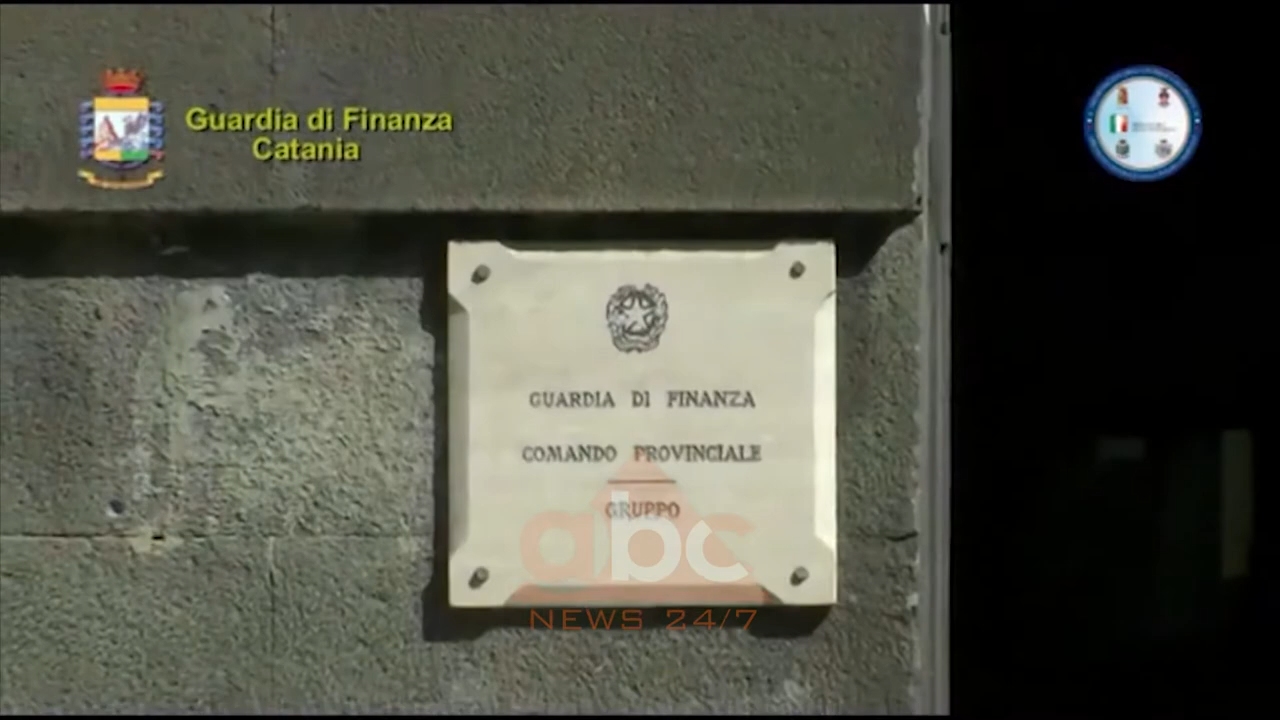 Guardia di Finanza
Catania
GUARDIA DI FINANZA
COMANDO PROVINCIALE
GRUPPO
abc
NEWS 24/7